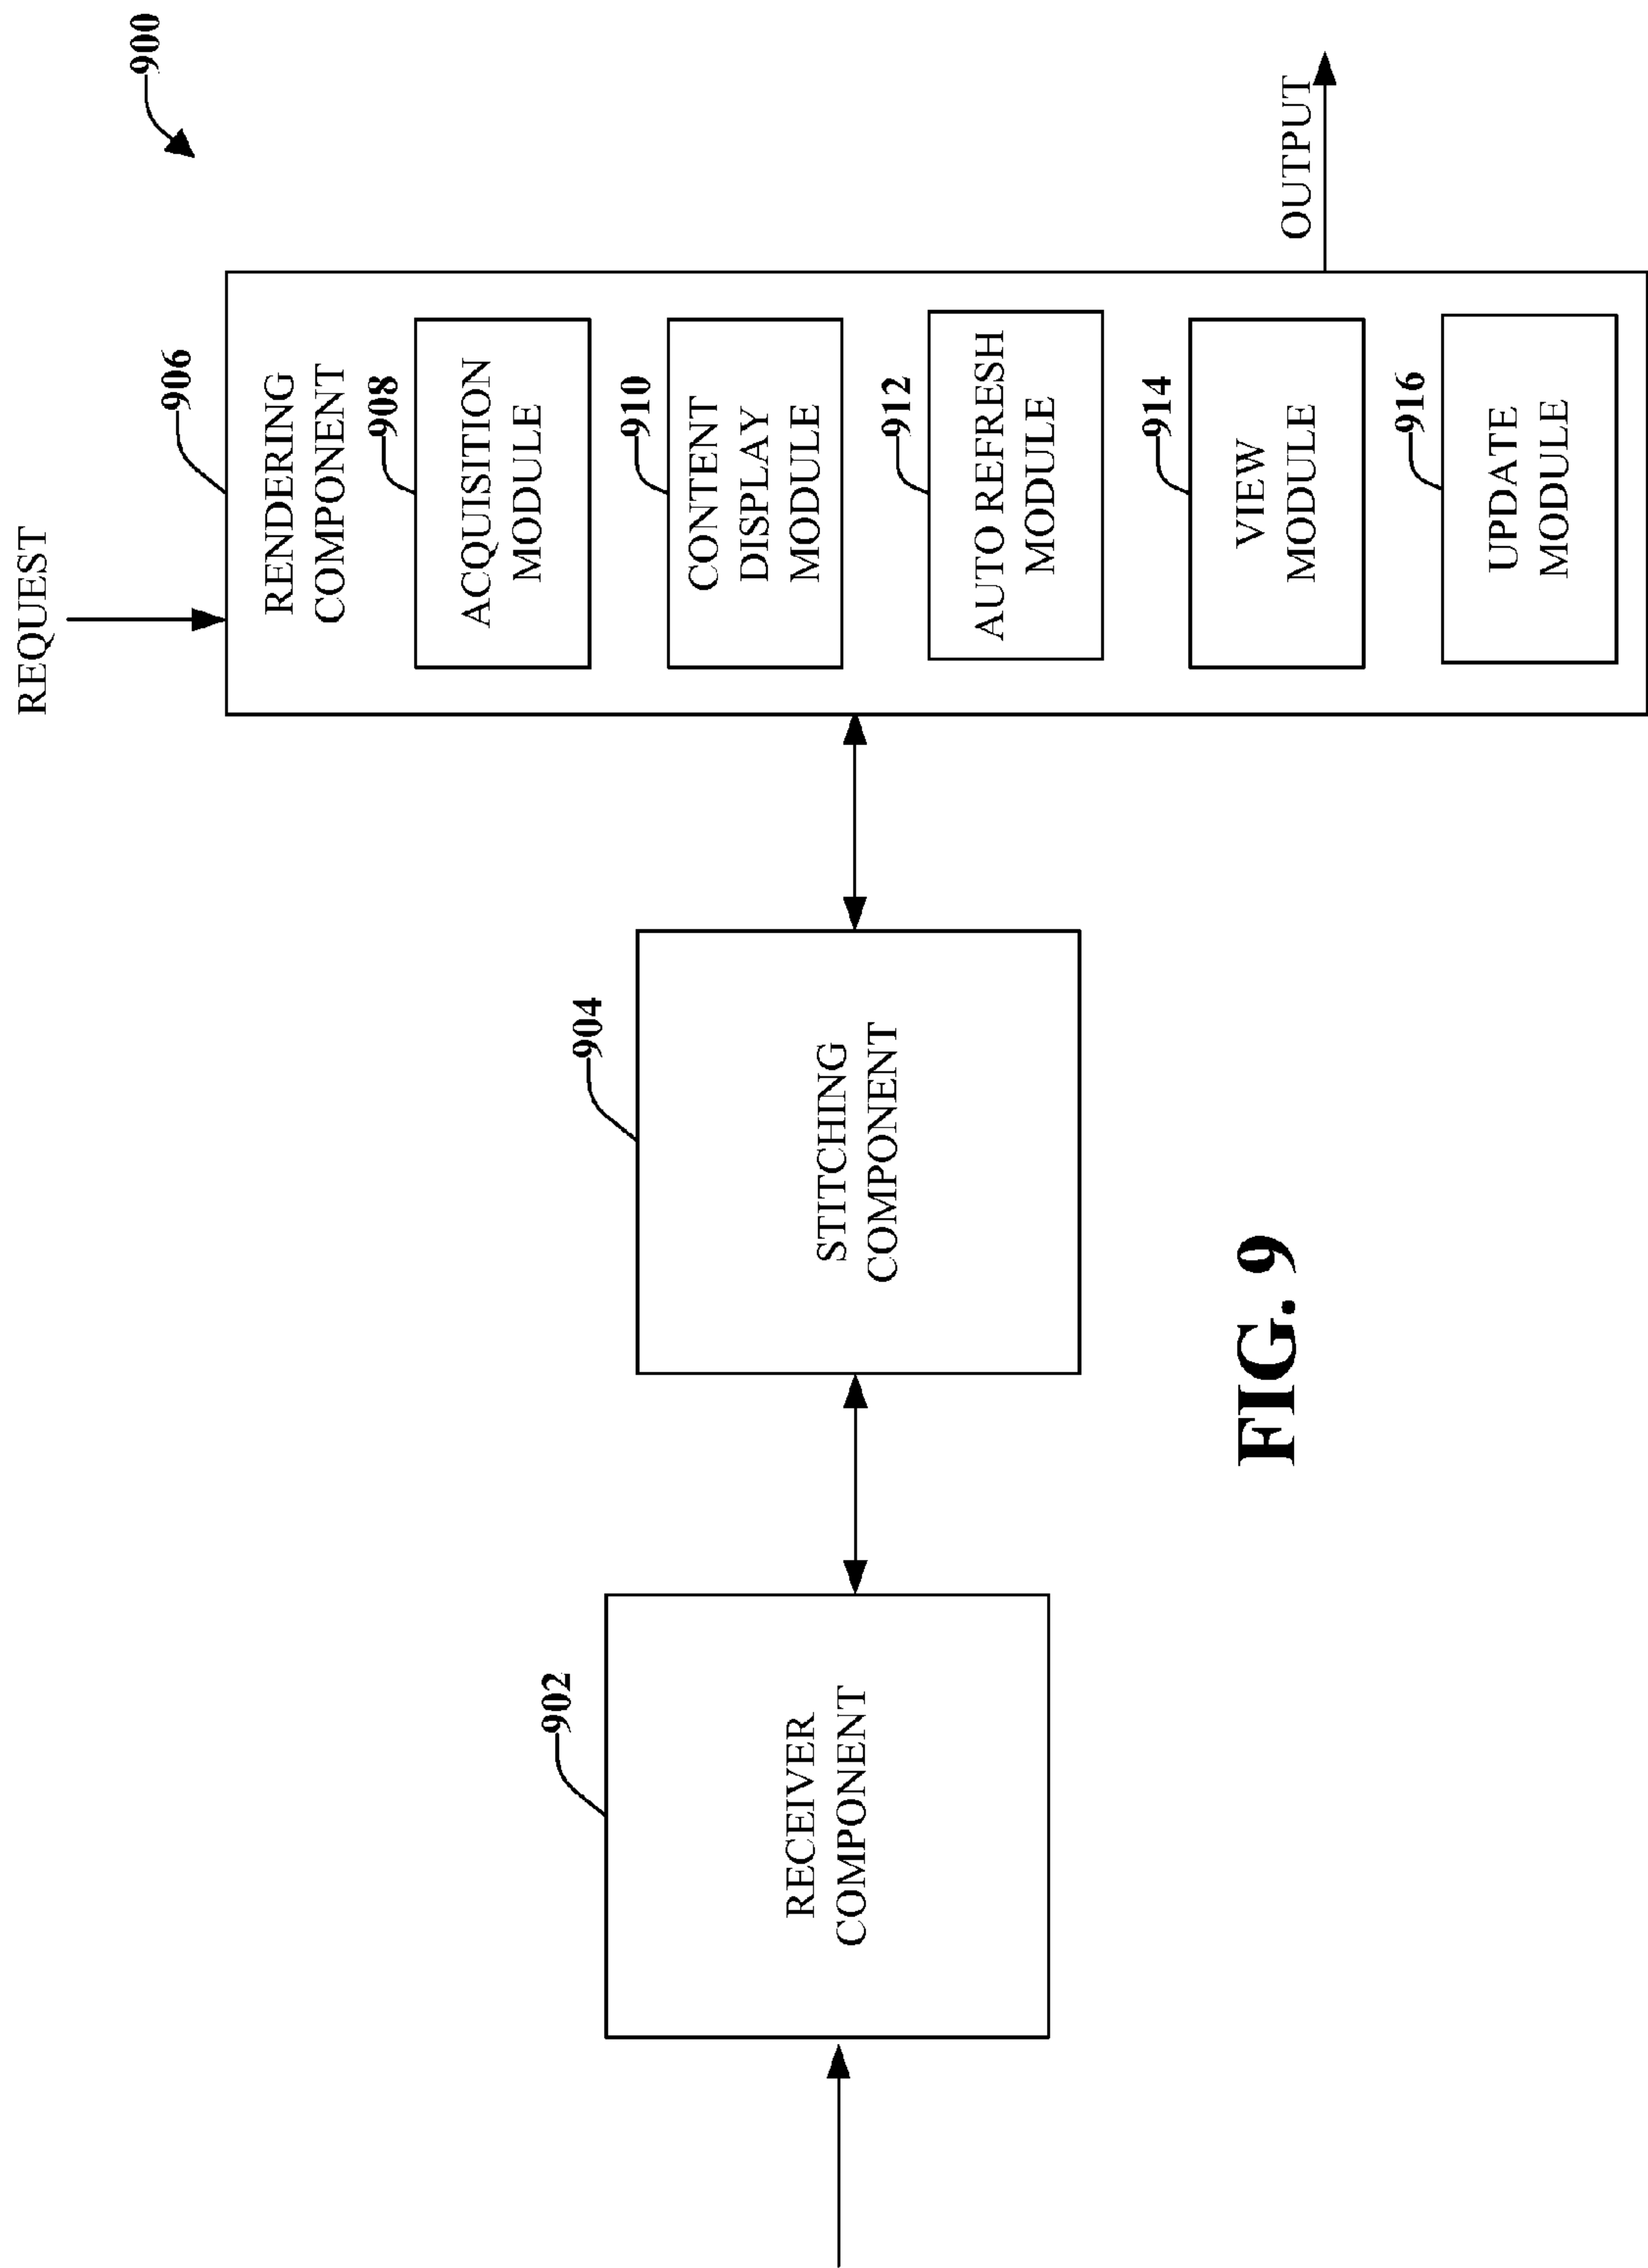 900
REQUEST
906
RENDERING
COMPONENT
908
ACQUISITION
MODULE
910
CONTENT
DISPLAY
MODULE
912
AUTO REFRESH
MODULE
914
VIEW
MODULE
916
UPDATE
MODULE
OUTPUT
904
STITCHING
COMPONENT
902
RECEIVER
COMPONENT
FIG. 9